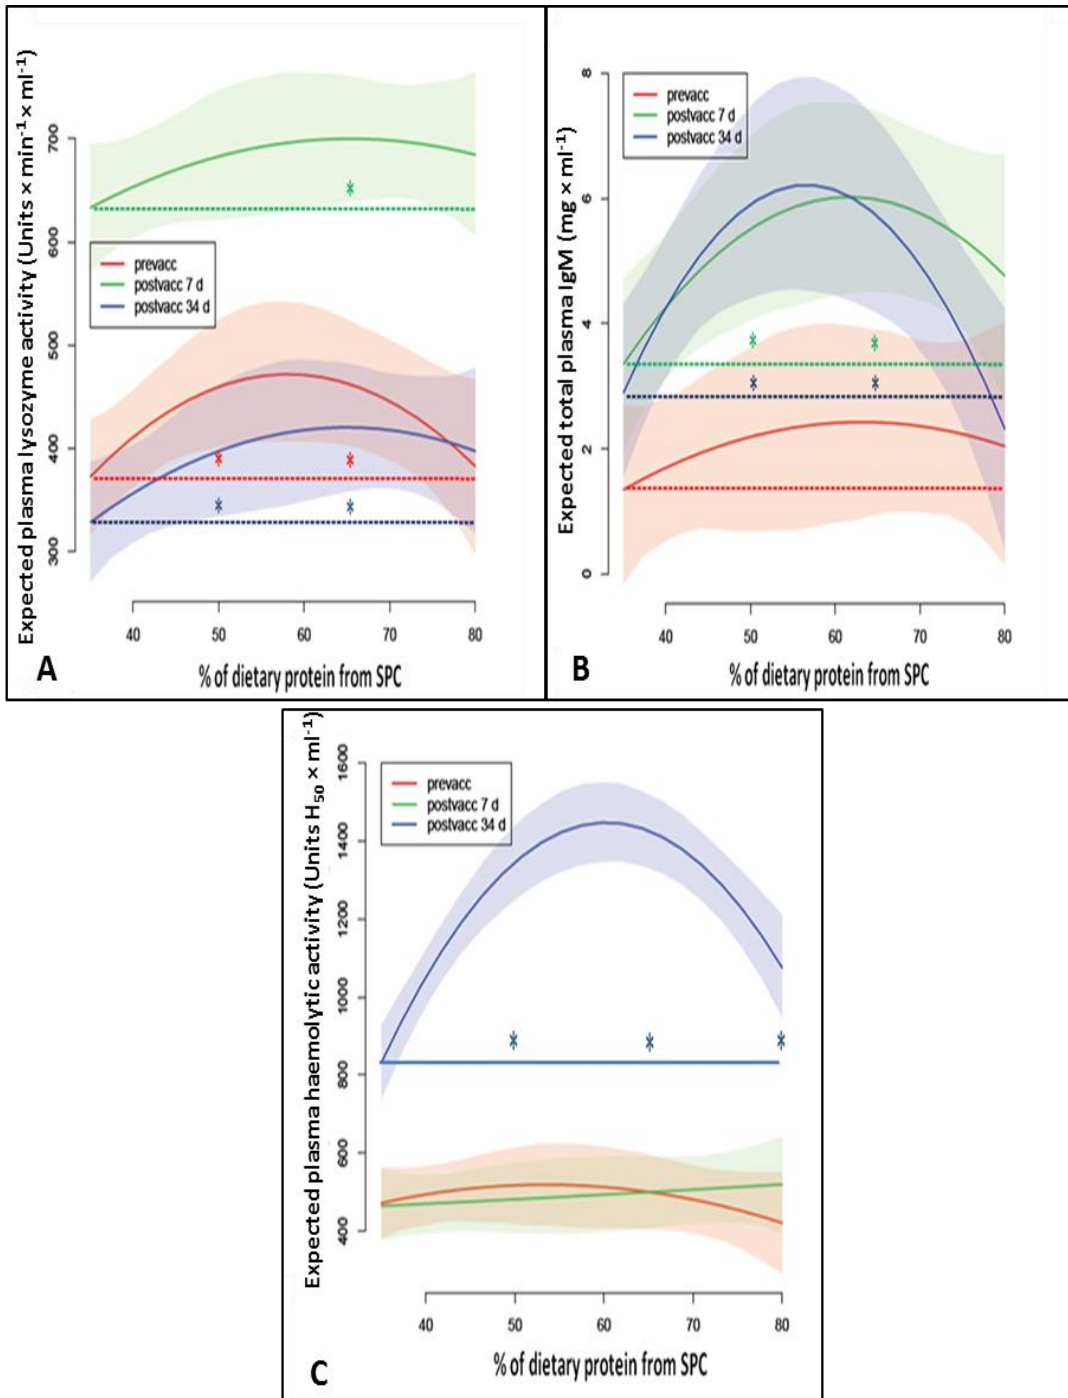 Expected plasma lysozyme activity (Units × min⁻¹ × ml⁻¹)
700
600
500
400
300
prevacc
postvacc 7 d
postvacc 34 d
40 50 60 70 80
% of dietary protein from SPC
A
Expected total plasma IgM (mg × ml⁻¹)
8
6
4
2
0
prevacc
postvacc 7 d
postvacc 34 d
40 50 60 70 80
% of dietary protein from SPC
B
Expected plasma haemolytic activity (Units H₅₀ × ml⁻¹)
1600
1400
1200
1000
800
600
400
prevacc
postvacc 7 d
postvacc 34 d
40 50 60 70 80
% of dietary protein from SPC
C